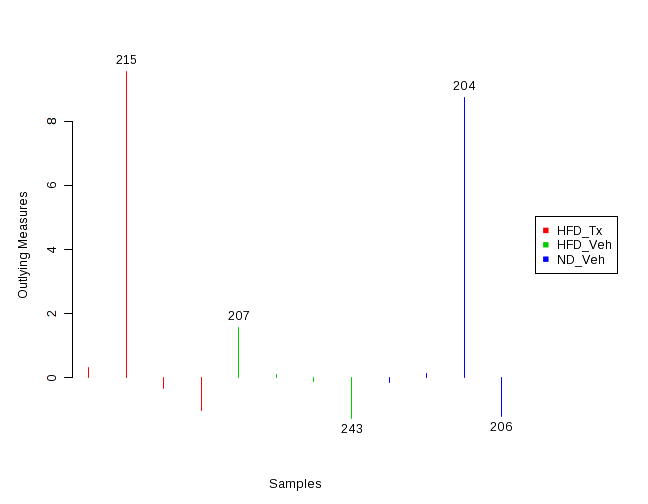 215
204
8
6
4
2
0
Outlying Measures
207
243
206
HFD_Tx
HFD_Veh
ND_Veh
Samples